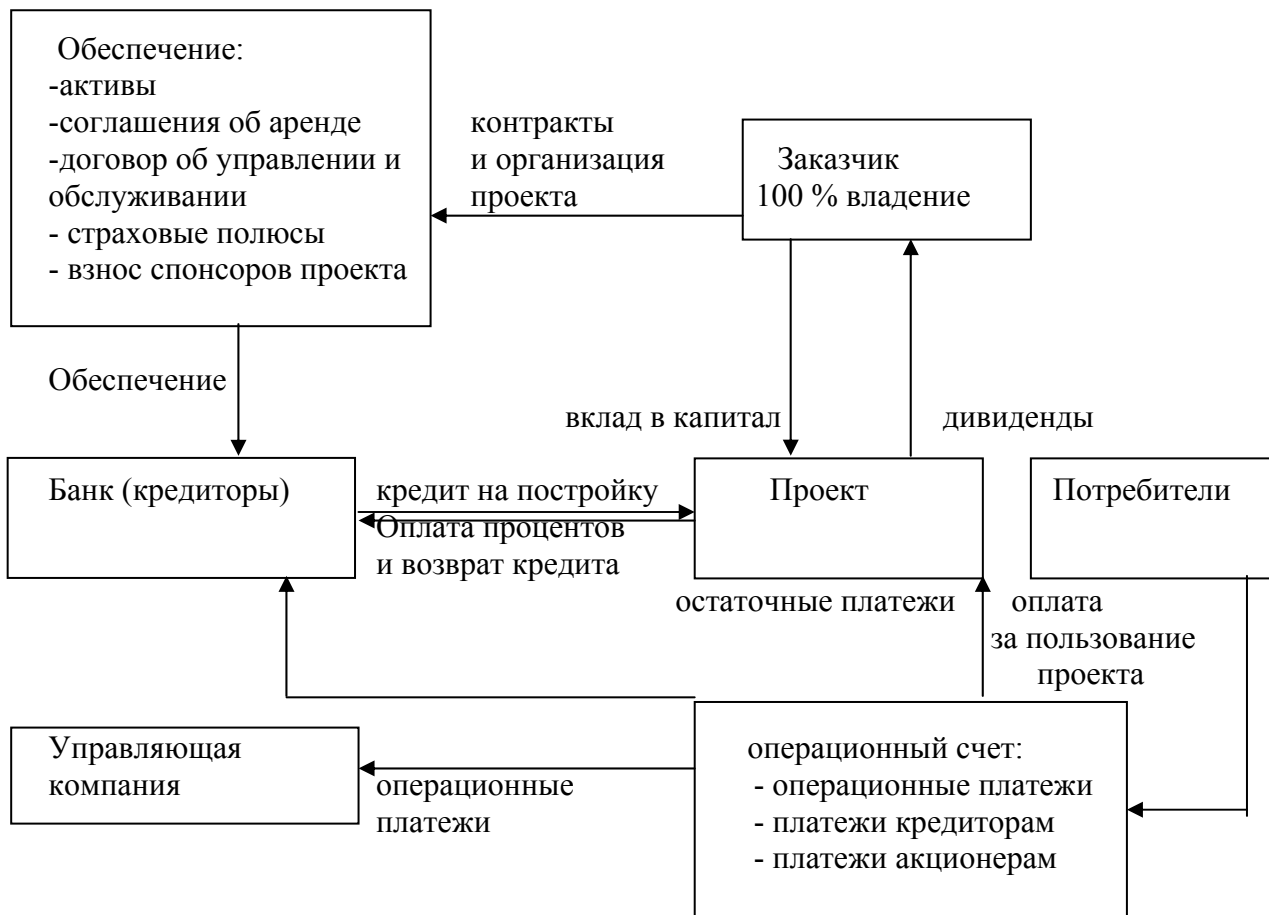 Обеспечение:
-активы
-соглашения об аренде
-договор об управлении и
обслуживании
- страховые полюсы
- взнос спонсоров проекта
контракты
и организация
проекта
Заказчик
100 % владение
Обеспечение
вклад в капитал
дивиденды
Банк (кредиторы)
кредит на постройку
Оплата процентов
и возврат кредита
Проект
Потребители
остаточные платежи
оплата
за пользование
проекта
Управляющая
компания
операционные
платежи
операционный счет:
- операционные платежи
- платежи кредиторам
- платежи акционерам